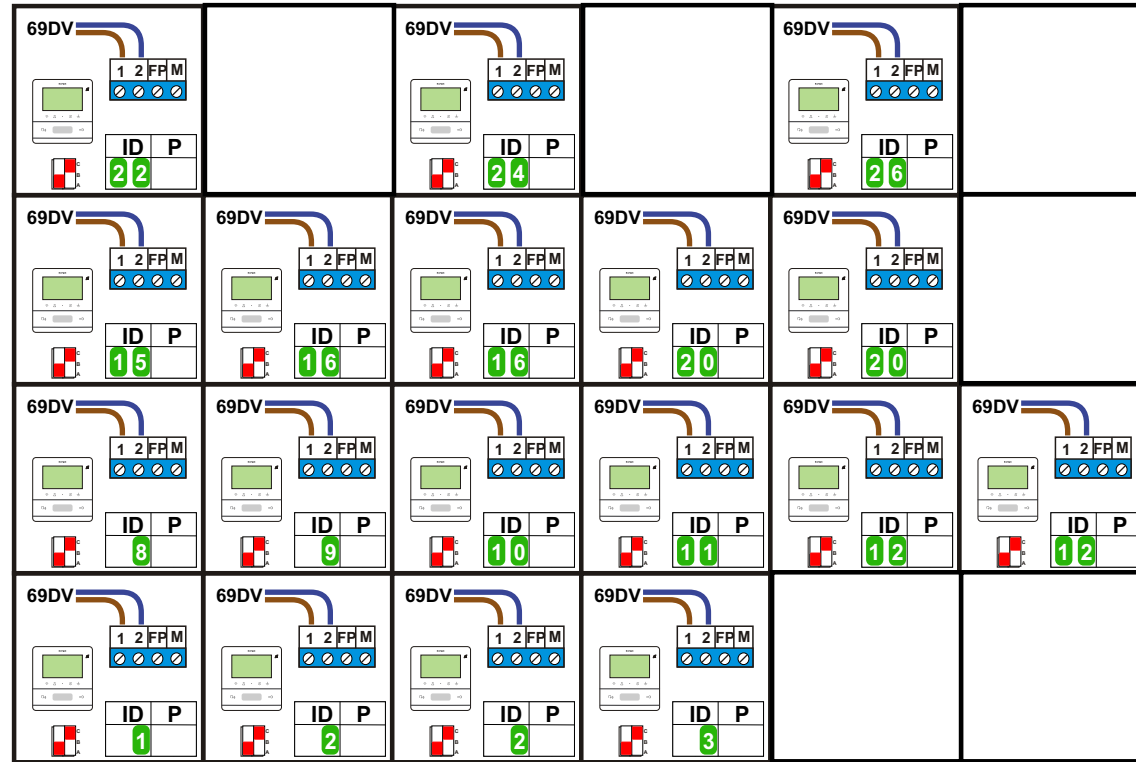 69DV 69DV 69DV
1 2 FP M 1 2 FP M 1 2 FP M
ID P ID P ID P
C C C
B 22 B 24 B 26
A A A
69DV 69DV 69DV 69DV 69DV
1 2 FP M 1 2 FP M 1 2 FP M 1 2 FP M 1 2 FP M
ID P ID P ID P ID P ID P
C C C C C
B 15 B 16 B 16 B 20 B 20
A A A A A
69DV 69DV 69DV 69DV 69DV 69DV
1 2 FP M 1 2 FP M 1 2 FP M 1 2 FP M 1 2 FP M 1 2 FP M
ID P ID P ID P ID P ID P ID P
C C C C C C
B 8 B 9 B 10 B 11 B 12 B 12
A A A A A A
69DV 69DV 69DV 69DV
1 2 FP M 1 2 FP M 1 2 FP M 1 2 FP M
ID P ID P ID P ID P
C C C C
B 1 B 2 B 2 B 3
A A A A